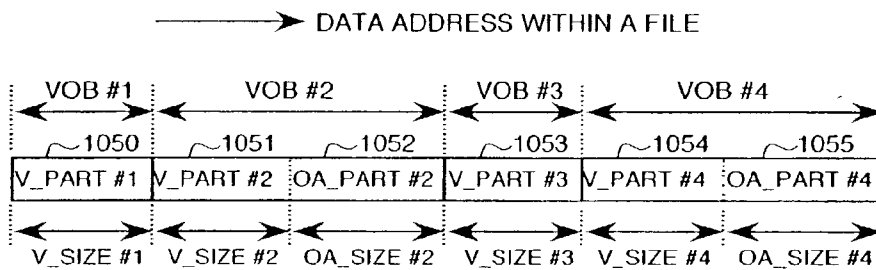 DATA ADDRESS WITHIN A FILE
VOB #1 VOB #2 VOB #3 VOB #4
1050 1051 1052 1053 1054 1055
V_PART #1 V_PART #2 OA_PART #2 V_PART #3 V_PART #4 OA_PART #4
V_SIZE #1 V_SIZE #2 OA_SIZE #2 V_SIZE #3 V_SIZE #4 OA_SIZE #4